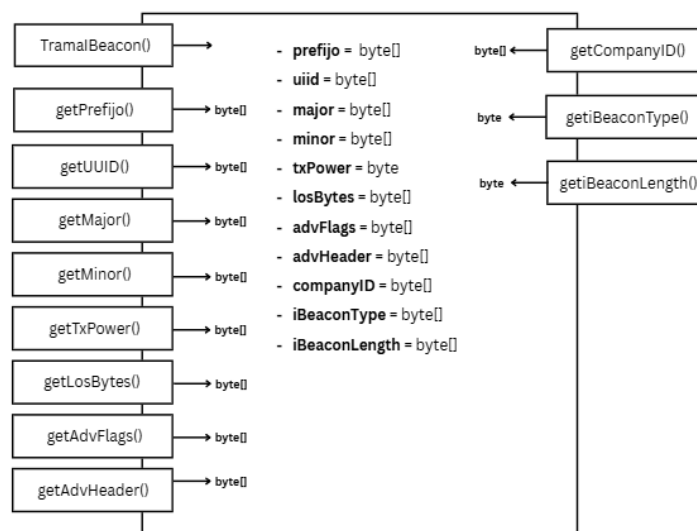 TramaIBeacon()
getPrefijo()
byte[]
getUUID()
byte[]
getMajor()
byte[]
getMinor()
byte[]
getTxPower()
byte[]
getLosBytes()
byte[]
getAdvFlags()
byte[]
getAdvHeader()
byte[]
- prefijo = byte[]
- uiid = byte[]
- major = byte[]
- minor = byte[]
- txPower = byte
- losBytes = byte[]
- advFlags = byte[]
- advHeader = byte[]
- companyID = byte[]
- iBeaconType = byte[]
- iBeaconLength = byte[]
byte[]
getCompanyID()
byte
getiBeaconType()
byte
getiBeaconLength()